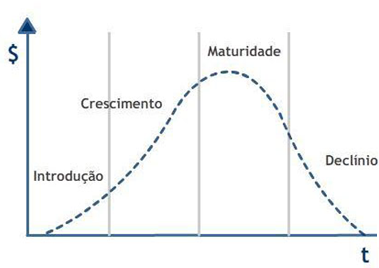 $
Maturidade
Crescimento
Introdução
Declínio
t